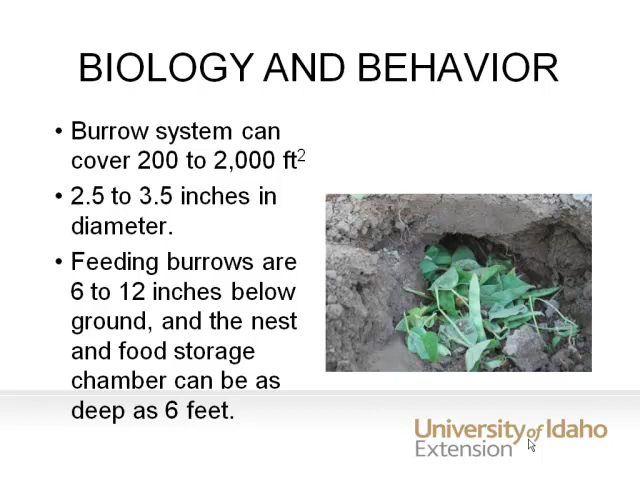 BIOLOGY AND BEHAVIOR
• Burrow system can
cover 200 to 2,000 ft²
• 2.5 to 3.5 inches in
diameter.
• Feeding burrows are
6 to 12 inches below
ground, and the nest
and food storage
chamber can be as
deep as 6 feet.
University of Idaho
Extension